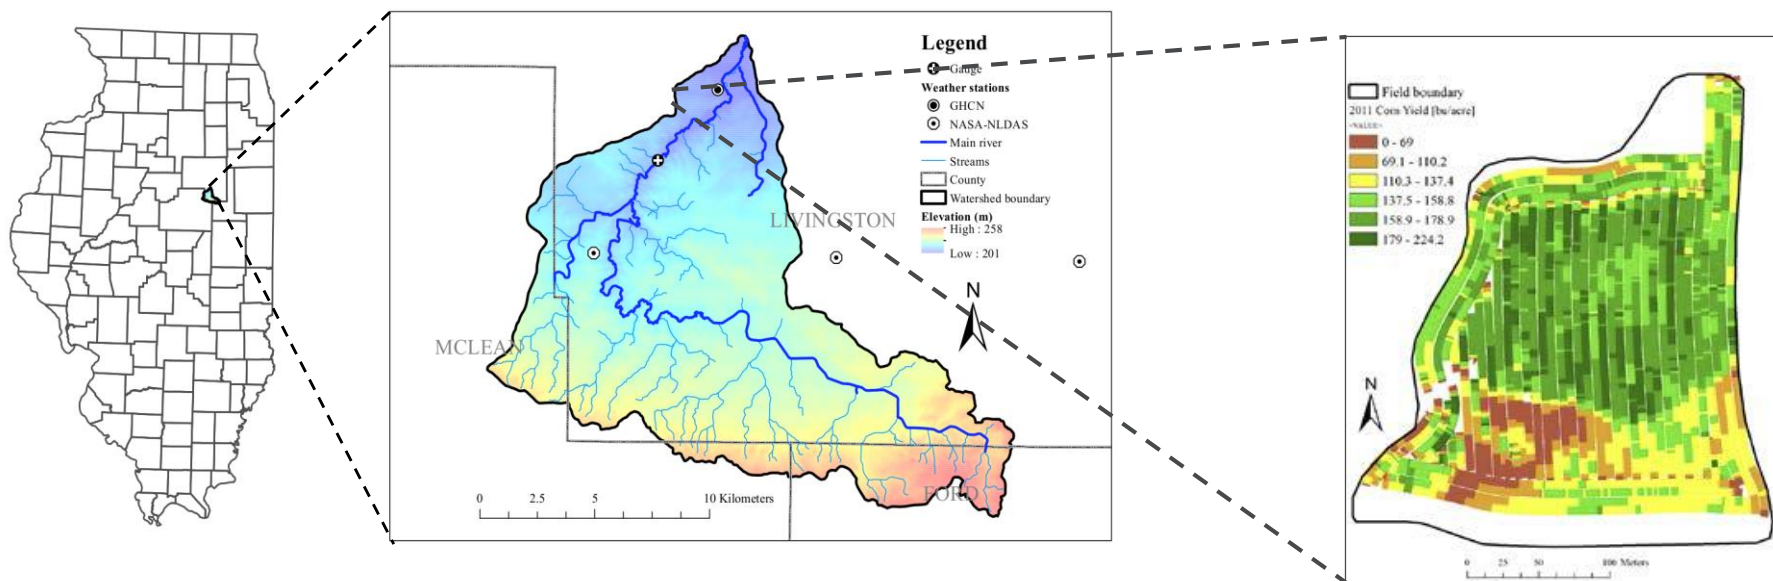 Legend
Gauge
Weather stations
GHCN
NASA-NLDAS
Main river
Streams
County
Watershed boundary
Elevation (m)
High : 258
Low : 201
LIVINGSTON
N
MCLEAN
FORD
0 2.5 5 10 Kilometers
Field boundary
2011 Corn Yield [bu/acre]
<VALUE>
0 - 69
69.1 - 110.2
110.3 - 137.4
137.5 - 158.8
158.9 - 178.9
179 - 224.2
N
0 25 50 100 Meters